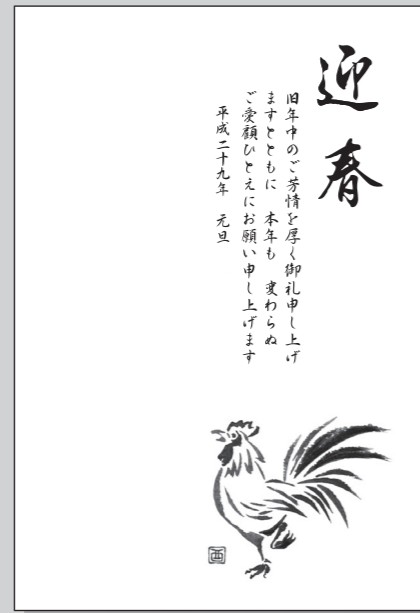 迎春
旧年中のご芳情を厚く御礼申し上げ
ますとともに 本年も 変わらぬ
ご愛顧ひとえにお願い申し上げます
平成二十九年 元旦
酉